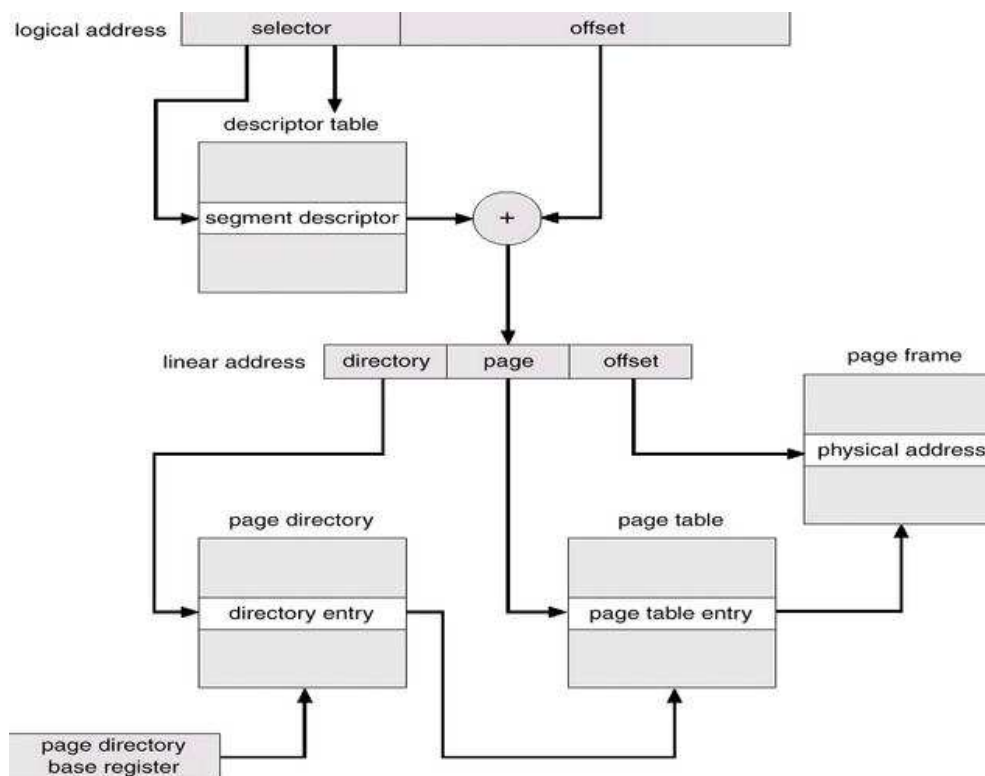 logical address
selector
offset
descriptor table
segment descriptor
+
linear address
directory
page
offset
page frame
physical address
page directory
page table
directory entry
page table entry
page directory
base register